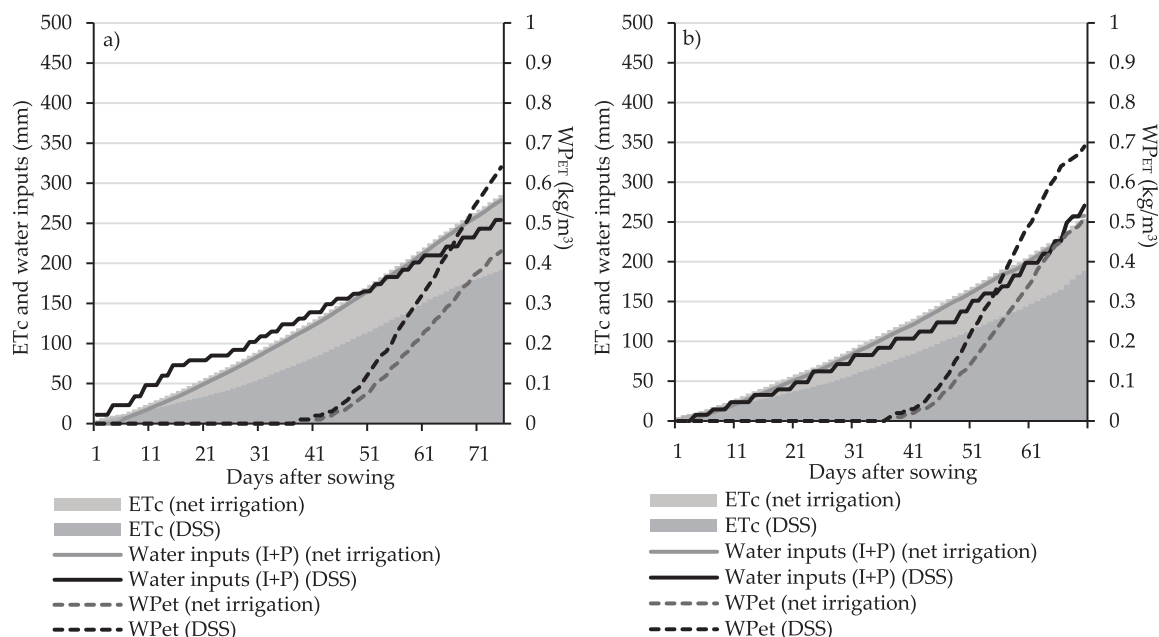 a)
500
450
400
350
300
250
200
150
100
50
0
ETc and water inputs (mm)
1
0.9
0.8
0.7
0.6
0.5
0.4
0.3
0.2
0.1
0
WPET (kg/m³)
1 11 21 31 41 51 61 71
Days after sowing
ETc (net irrigation)
ETc (DSS)
Water inputs (I+P) (net irrigation)
Water inputs (I+P) (DSS)
WPet (net irrigation)
WPet (DSS)
b)
500
450
400
350
300
250
200
150
100
50
0
ETc and water inputs (mm)
1
0.9
0.8
0.7
0.6
0.5
0.4
0.3
0.2
0.1
0
WPET (kg/m³)
1 11 21 31 41 51 61
Days after sowing
ETc (net irrigation)
ETc (DSS)
Water inputs (I+P) (net irrigation)
Water inputs (I+P) (DSS)
WPet (net irrigation)
WPet (DSS)